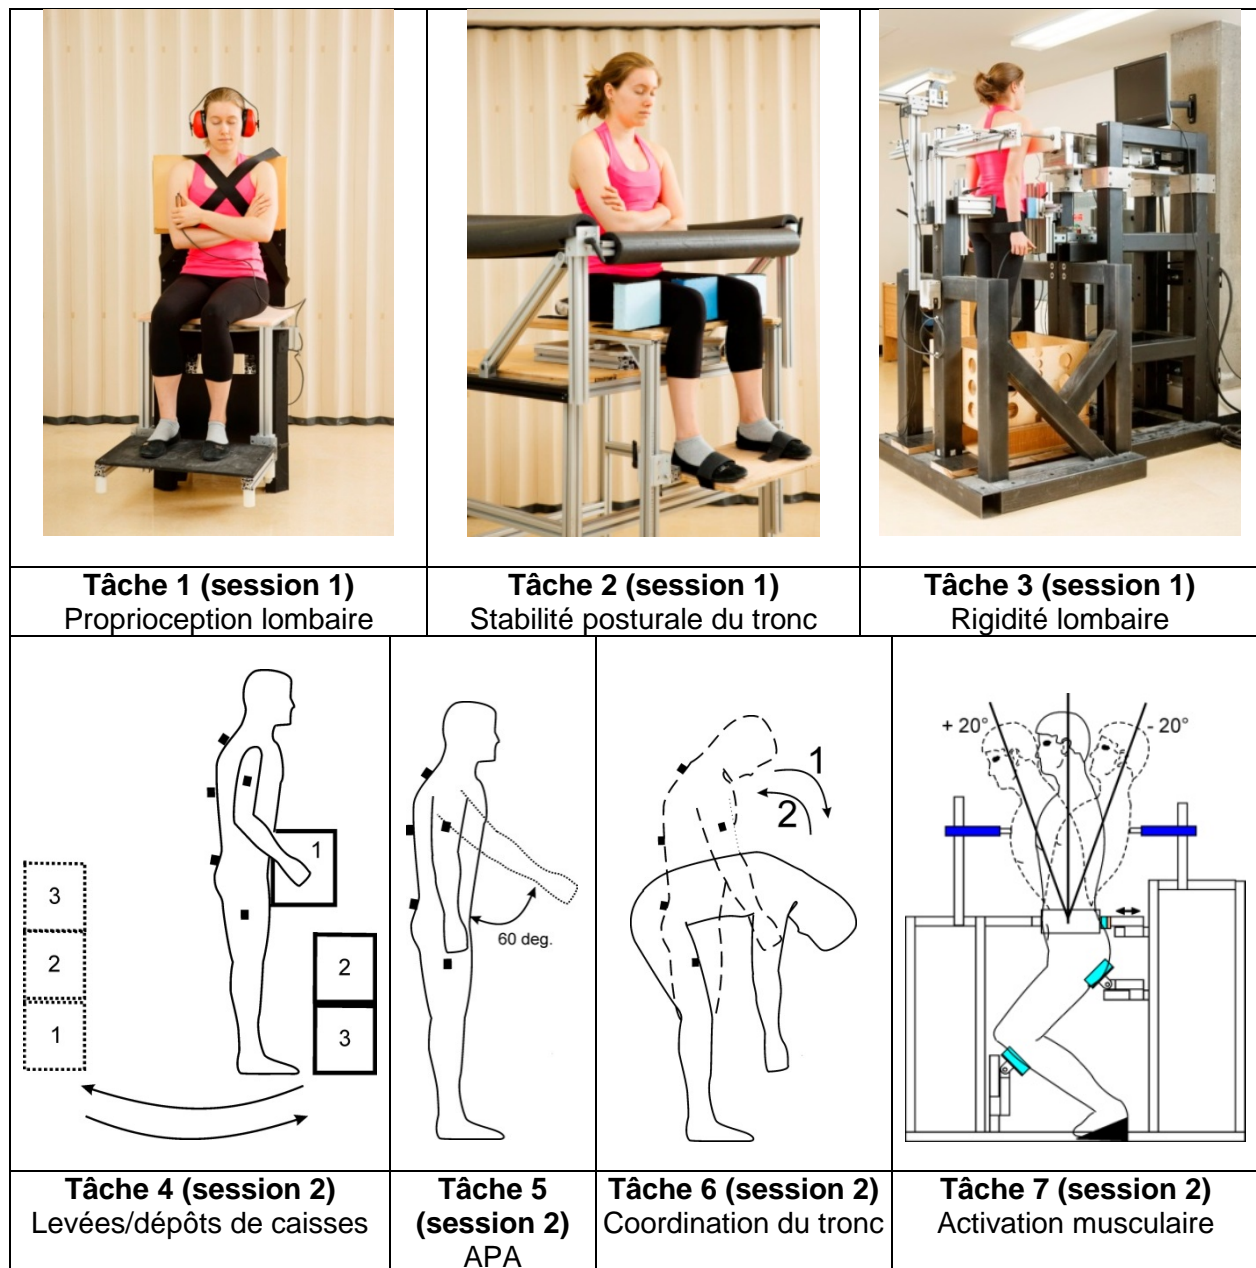 Tâche 1 (session 1)
Proprioception lombaire
Tâche 2 (session 1)
Stabilité posturale du tronc
Tâche 3 (session 1)
Rigidité lombaire
1
3
2
1
2
3
60 deg.
1
2
+ 20°
- 20°
Tâche 4 (session 2)
Levées/dépôts de caisses
Tâche 5
(session 2)
APA
Tâche 6 (session 2)
Coordination du tronc
Tâche 7 (session 2)
Activation musculaire